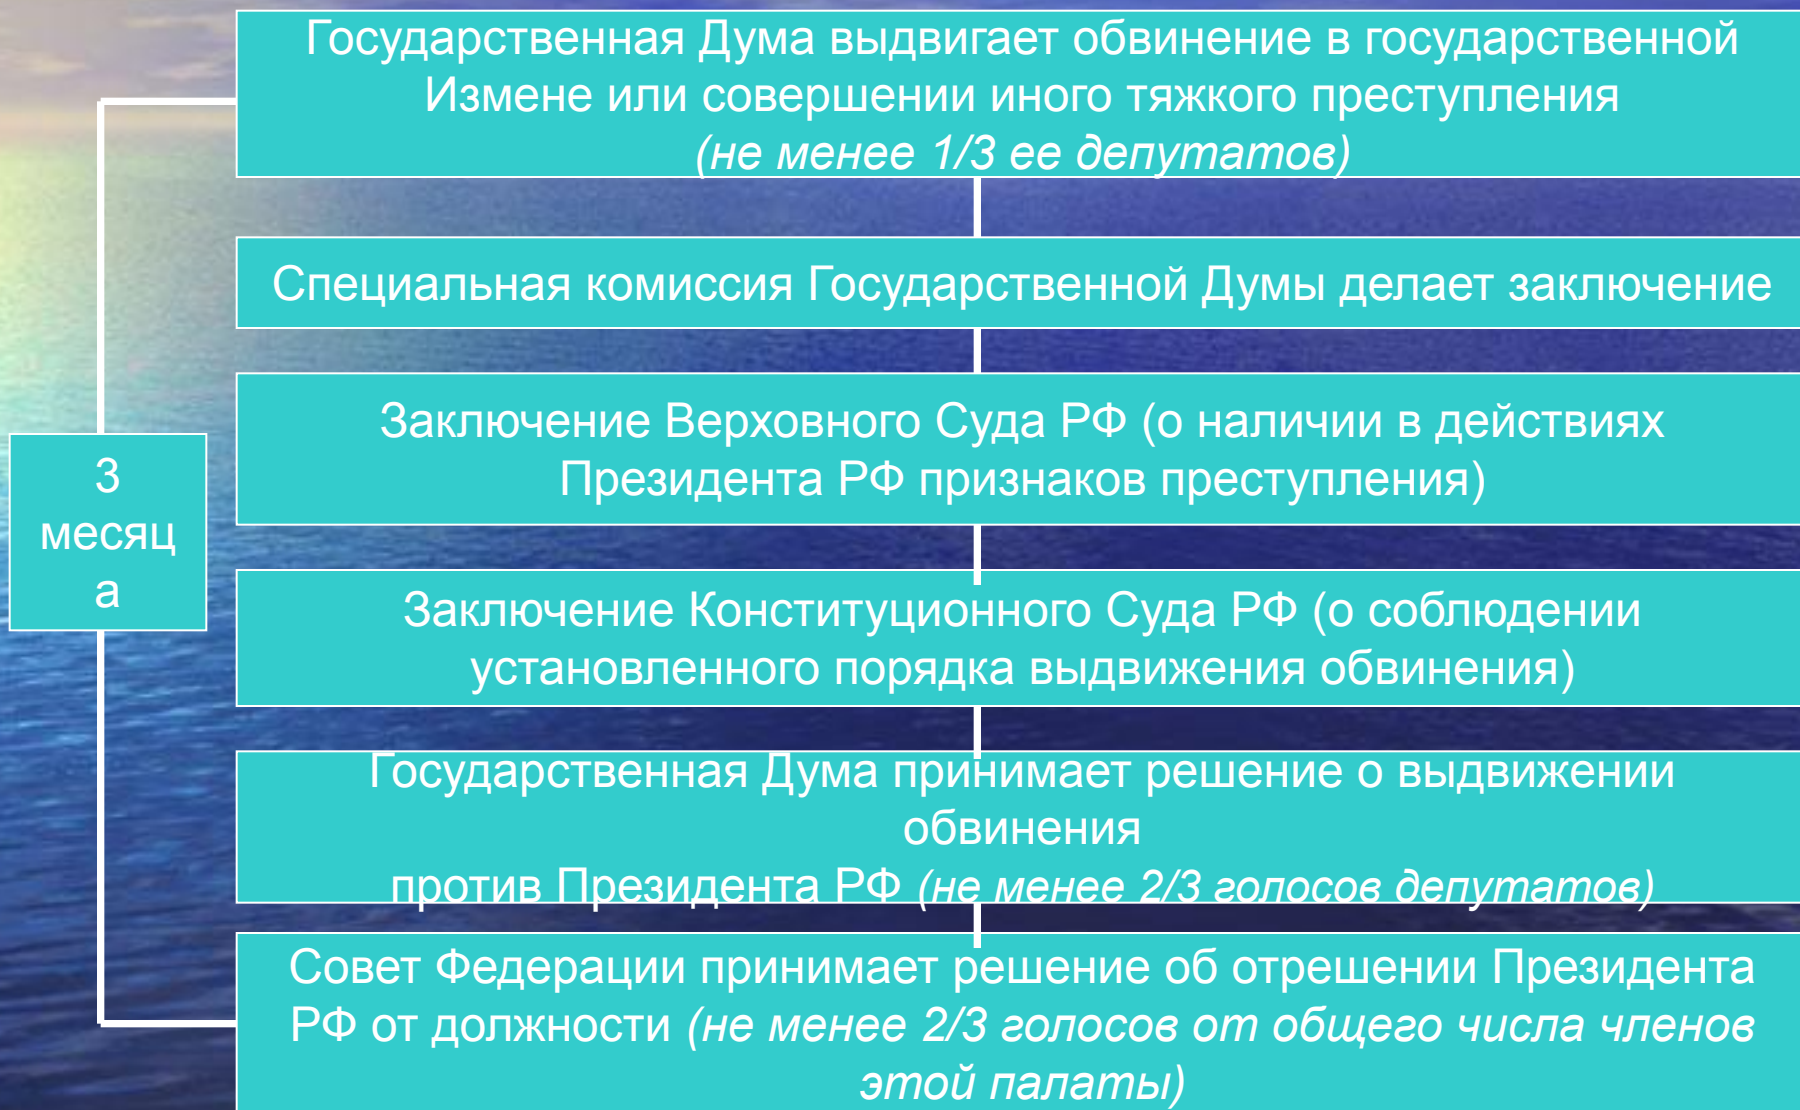 Государственная Дума выдвигает обвинение в государственной
Измене или совершении иного тяжкого преступления
(не менее 1/3 ее депутатов)
Специальная комиссия Государственной Думы делает заключение
Заключение Верховного Суда РФ (о наличии в действиях
Президента РФ признаков преступления)
3
месяц
а
Заключение Конституционного Суда РФ (о соблюдении
установленного порядка выдвижения обвинения)
Государственная Дума принимает решение о выдвижении
обвинения
против Президента РФ (не менее 2/3 голосов депутатов)
Совет Федерации принимает решение об отрешении Президента
РФ от должности (не менее 2/3 голосов от общего числа членов
этой палаты)